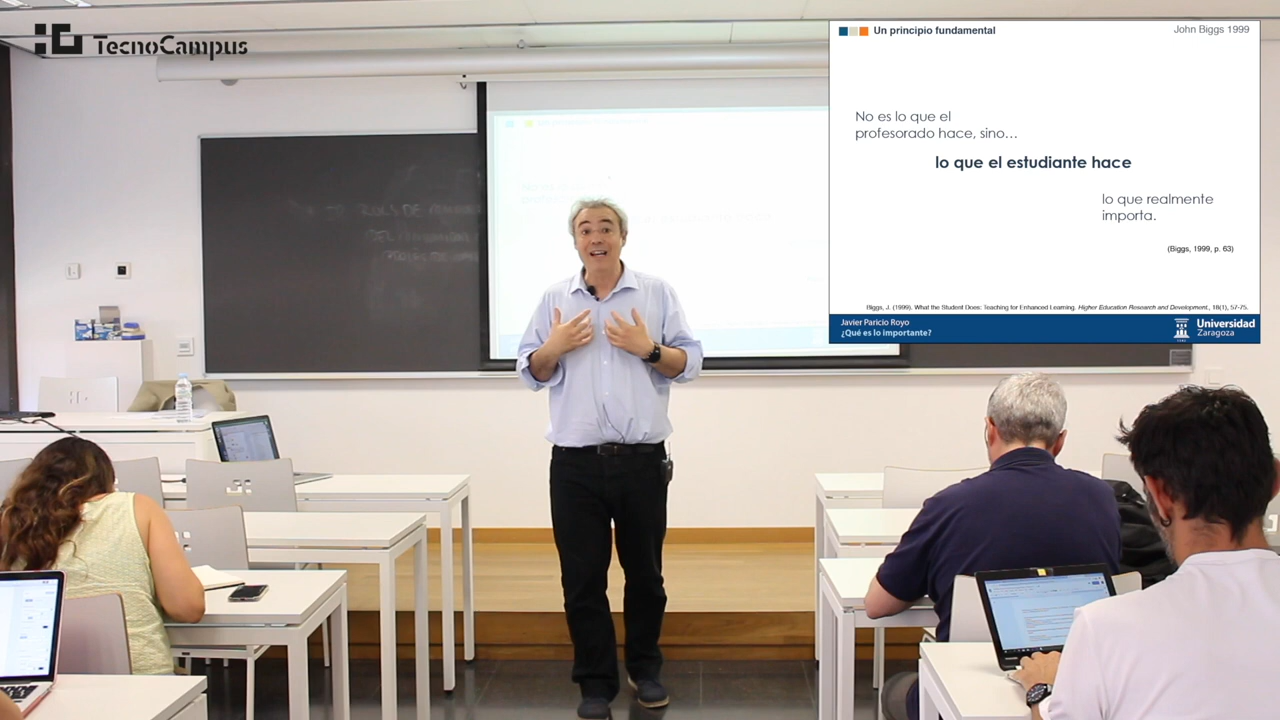 TecnoCampus
Un principio fundamental
John Biggs 1999
No es lo que el
profesorado hace, sino…
lo que el estudiante hace
lo que realmente
importa.
(Biggs, 1999, p. 63)
Biggs, J. (1999). What the Student Does: Teaching for Enhanced Learning. Higher Education Research and Development., 18(1), 57-75.
Javier Paricio Royo
¿Qué es lo importante?
Universidad
Zaragoza